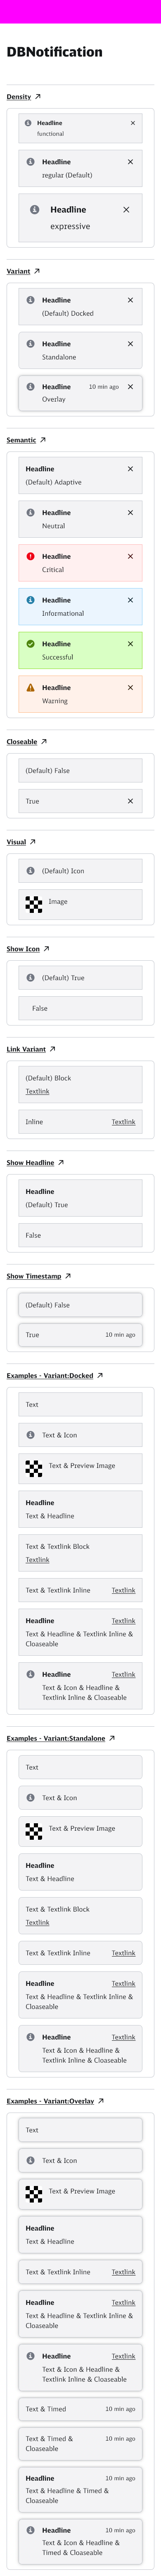 DBNotification
Density
Headline
functional
Headline
regular (Default)
Headline
expressive
Variant
Headline
(Default) Docked
Headline
Standalone
Headline 10 min ago
Overlay
Semantic
Headline
(Default) Adaptive
Headline
Neutral
Headline
Critical
Headline
Informational
Headline
Successful
Headline
Warning
Closeable
(Default) False
True
Visual
(Default) Icon
Image
Show Icon
(Default) True
False
Link Variant
(Default) Block
Textlink
Inline Textlink
Show Headline
Headline
(Default) True
False
Show Timestamp
(Default) False
True 10 min ago
Examples - Variant:Docked
Text
Text & Icon
Text & Preview Image
Headline
Text & Headline
Text & Textlink Block
Textlink
Text & Textlink Inline Textlink
Headline Textlink
Text & Headline & Textlink Inline &
Cloaseable
Headline Textlink
Text & Icon & Headline &
Textlink Inline & Cloaseable
Examples - Variant:Standalone
Text
Text & Icon
Text & Preview Image
Headline
Text & Headline
Text & Textlink Block
Textlink
Text & Textlink Inline Textlink
Headline Textlink
Text & Headline & Textlink Inline &
Cloaseable
Headline Textlink
Text & Icon & Headline &
Textlink Inline & Cloaseable
Examples - Variant:Overlay
Text
Text & Icon
Text & Preview Image
Headline
Text & Headline
Text & Textlink Inline Textlink
Headline Textlink
Text & Headline & Textlink Inline &
Cloaseable
Headline Textlink
Text & Icon & Headline &
Textlink Inline & Cloaseable
Text & Timed 10 min ago
Text & Timed & 10 min ago
Cloaseable
Headline 10 min ago
Text & Headline & Timed &
Cloaseable
Headline 10 min ago
Text & Icon & Headline &
Timed & Cloaseable